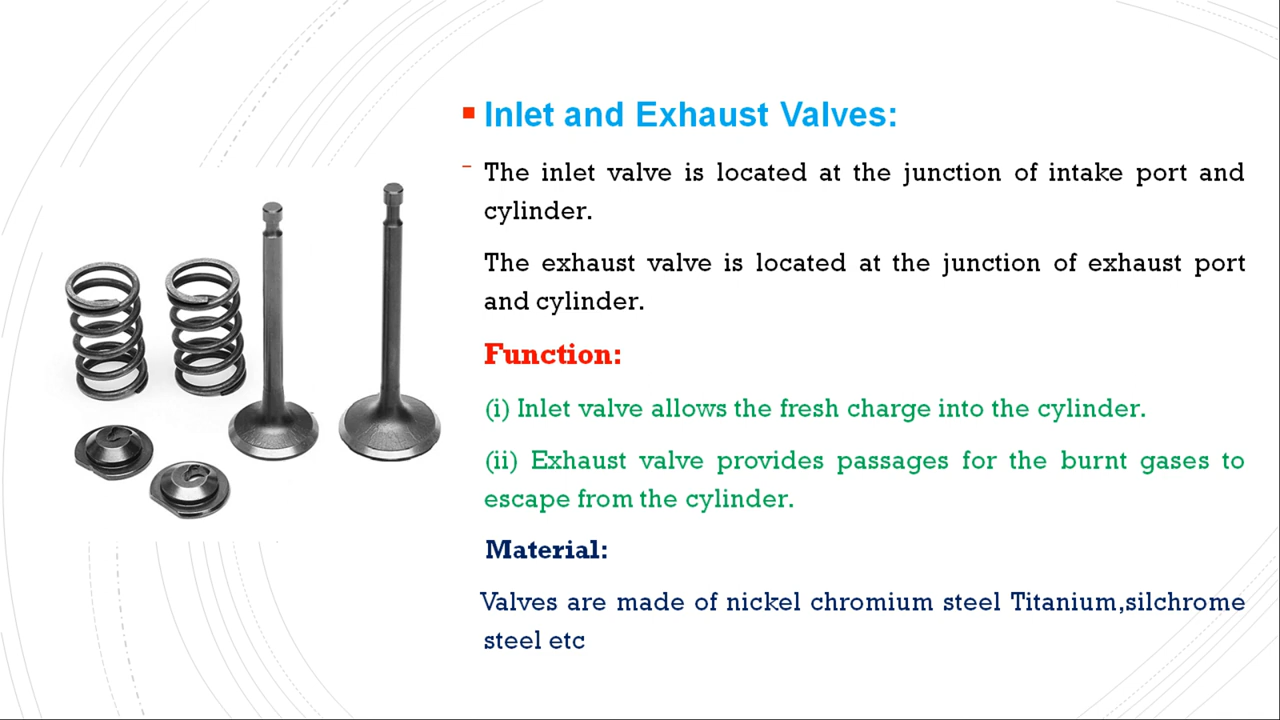 Inlet and Exhaust Valves:
The inlet valve is located at the junction of intake port and
cylinder.
The exhaust valve is located at the junction of exhaust port
and cylinder.
Function:
(i) Inlet valve allows the fresh charge into the cylinder.
(ii) Exhaust valve provides passages for the burnt gases to
escape from the cylinder.
Material:
Valves are made of nickel chromium steel Titanium,silchrome
steel etc